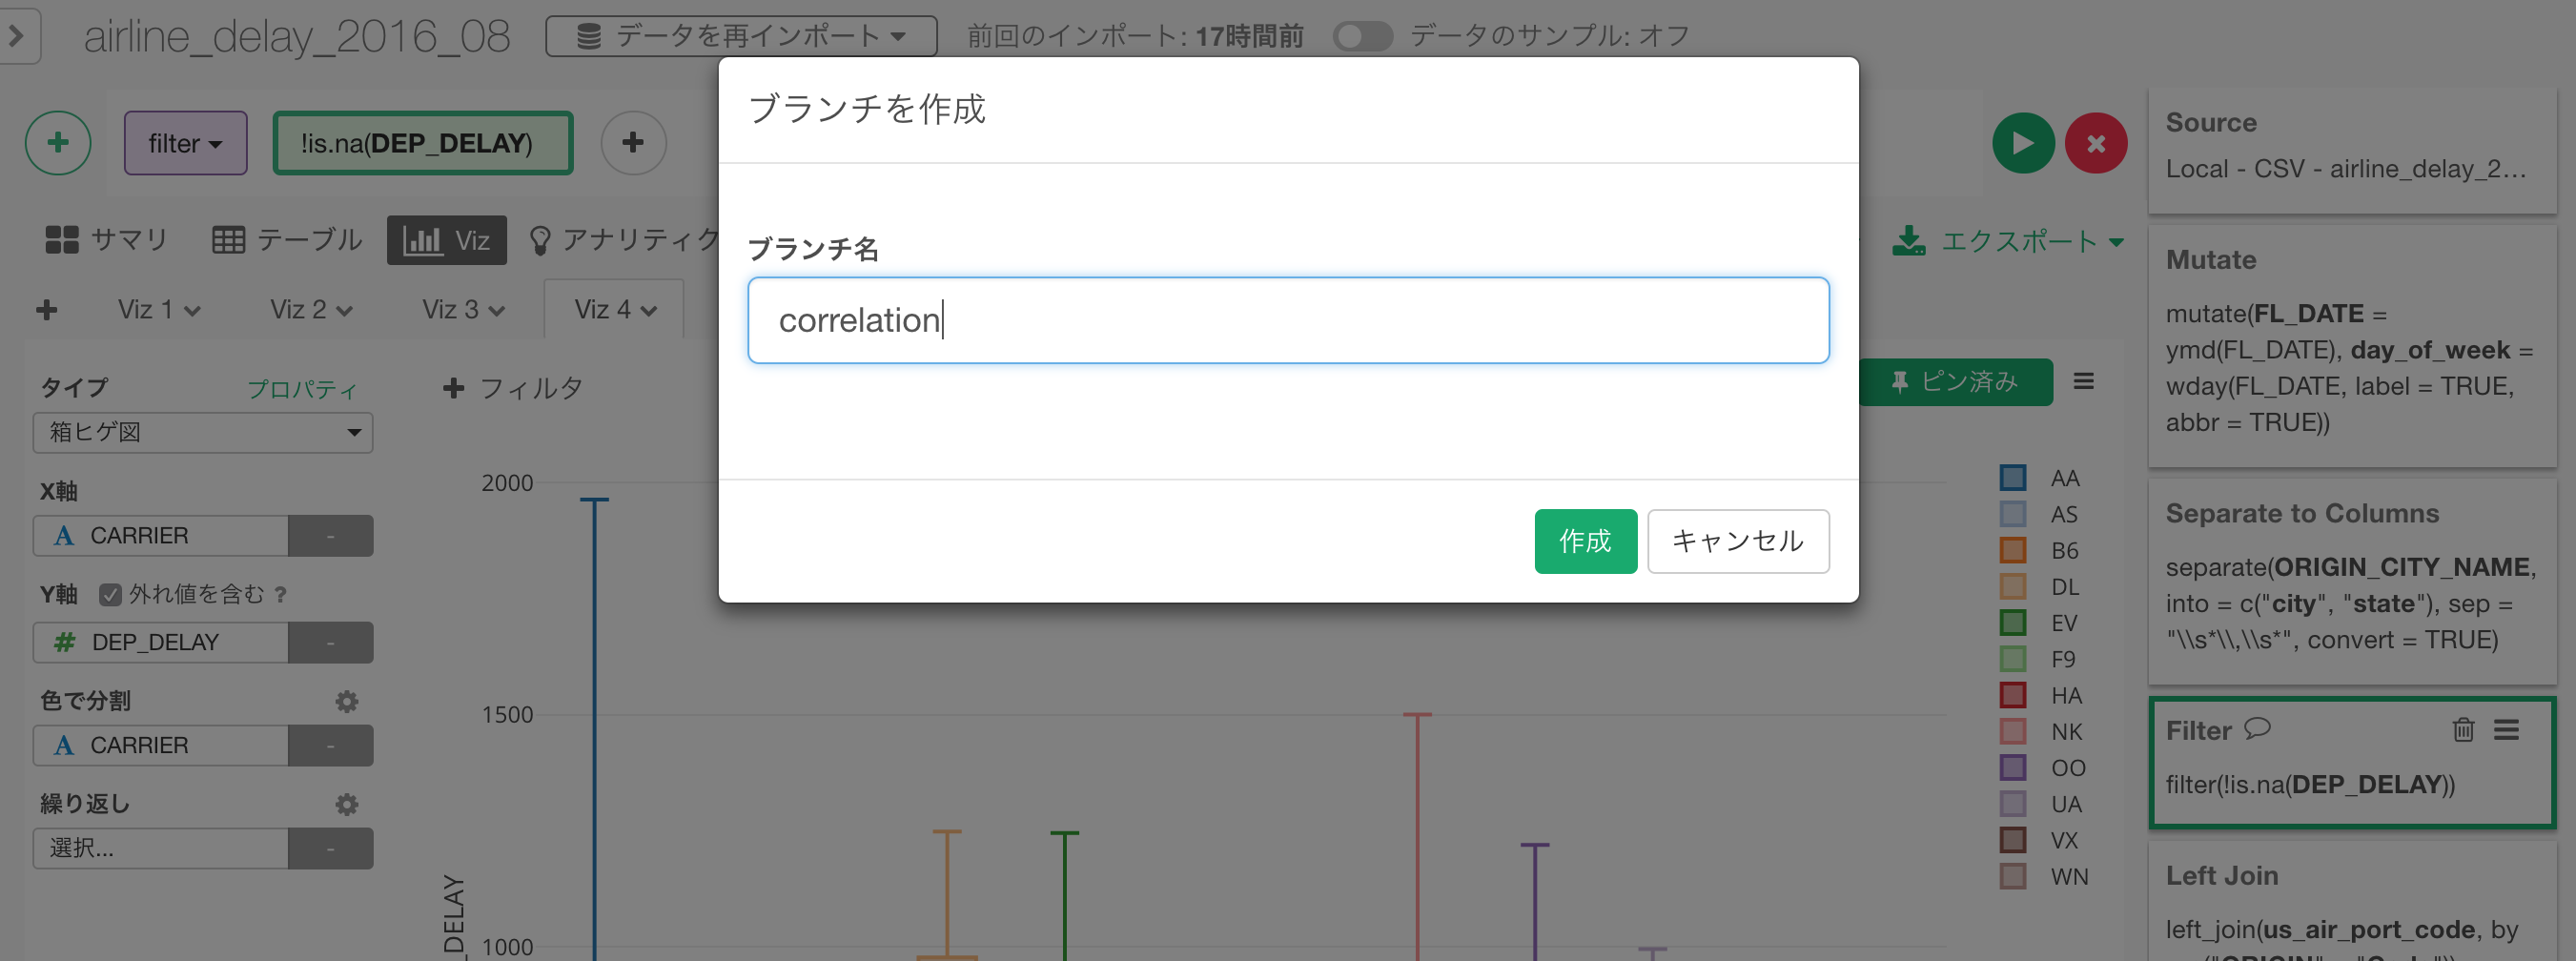 airline_delay_2016_08
データを再インポート
前回のインポート: 17時間前
データのサンプル: オフ
filter
!is.na(DEP_DELAY)
サマリ
テーブル
Viz
アナリティク
エクスポート
Viz 1
Viz 2
Viz 3
Viz 4
タイプ
プロパティ
箱ヒゲ図
X軸
CARRIER
-
Y軸
外れ値を含む ?
DEP_DELAY
-
色で分割
CARRIER
-
繰り返し
選択...
-
フィルタ
ピン済み
2000
1500
1000
_DELAY
AA
AS
B6
DL
EV
F9
HA
NK
OO
UA
VX
WN
ブランチを作成
ブランチ名
correlation
作成
キャンセル
Source
Local - CSV - airline_delay_2...
Mutate
mutate(FL_DATE =
ymd(FL_DATE), day_of_week =
wday(FL_DATE, label = TRUE,
abbr = TRUE))
Separate to Columns
separate(ORIGIN_CITY_NAME,
into = c("city", "state"), sep =
"\\s*\\,\\s*", convert = TRUE)
Filter
filter(!is.na(DEP_DELAY))
Left Join
left_join(us_air_port_code, by